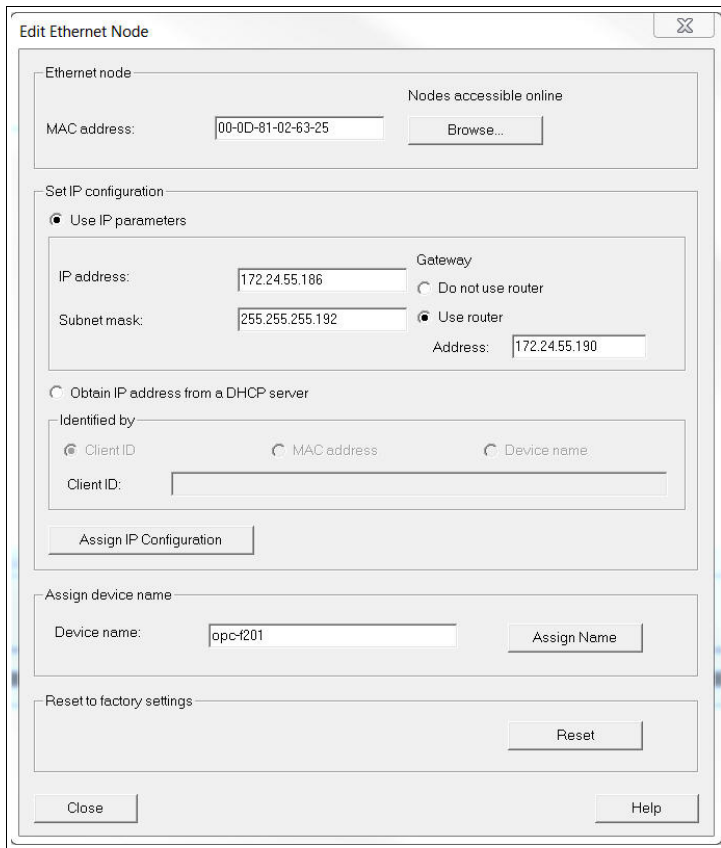 Edit Ethernet Node
Ethernet node
Nodes accessible online
MAC address:
00-0D-81-02-63-25
Browse...
Set IP configuration
Use IP parameters
Gateway
IP address:
172.24.55.186
Do not use router
Subnet mask:
255.255.255.192
Use router
Address:
172.24.55.190
Obtain IP address from a DHCP server
Identified by
Client ID
MAC address
Device name
Client ID:
Assign IP Configuration
Assign device name
Device name:
opc-f201
Assign Name
Reset to factory settings
Reset
Close
Help